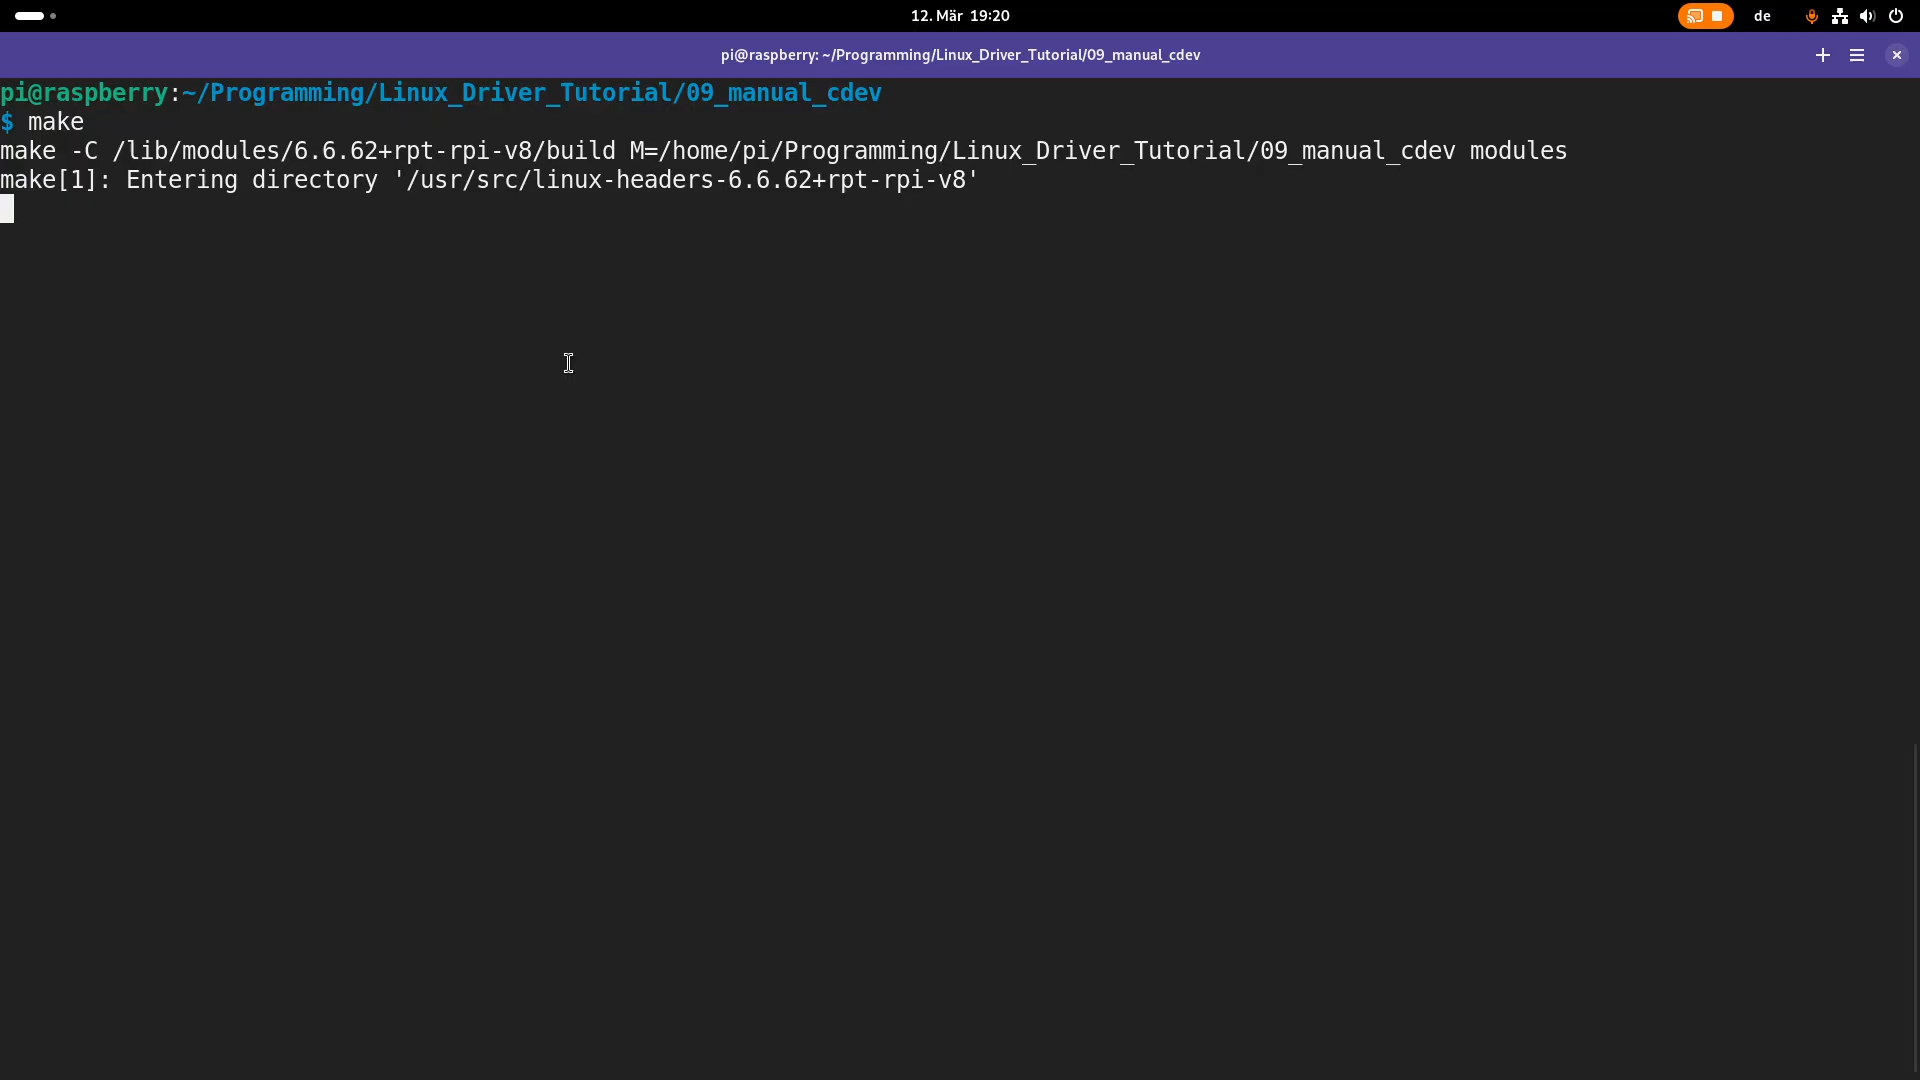 12. Mär 19:20
de
pi@raspberry: ~/Programming/Linux_Driver_Tutorial/09_manual_cdev
pi@raspberry:~/Programming/Linux_Driver_Tutorial/09_manual_cdev
$ make
make -C /lib/modules/6.6.62+rpt-rpi-v8/build M=/home/pi/Programming/Linux_Driver_Tutorial/09_manual_cdev modules
make[1]: Entering directory '/usr/src/linux-headers-6.6.62+rpt-rpi-v8'